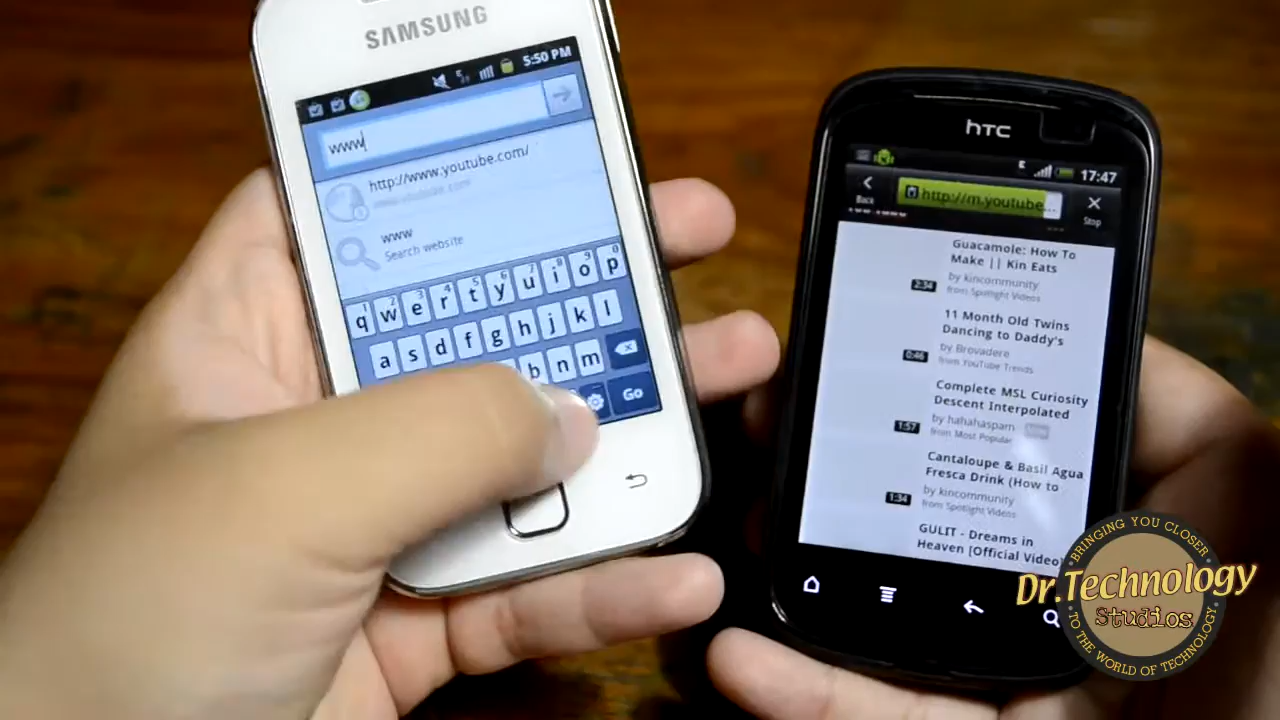 SAMSUNG
5:50 PM
www
http://www.youtube.com/
www.youtube.com
www
Search website
q w e r t y u i o p
a s d f g h j k l
b n m
Go
hTC
17:47
Back
http://m.youtube...
Stop
Guacamole: How To
Make || Kin Eats
by kincommunity
2:34
from Spotlight Videos
11 Month Old Twins
Dancing to Daddy's
by Brovadere
0:46
from YouTube Trends
Complete MSL Curiosity
Descent Interpolated
by hahahaspam
1:57
from Most Popular
Cantaloupe & Basil Agua
Fresca Drink (How to
by kincommunity
1:34
from Spotlight Videos
GULIT - Dreams in
Heaven [Official Video]
BRINGING YOU CLOSER
Dr.Technology
Studios
TO THE WORLD OF TECHNOLOGY